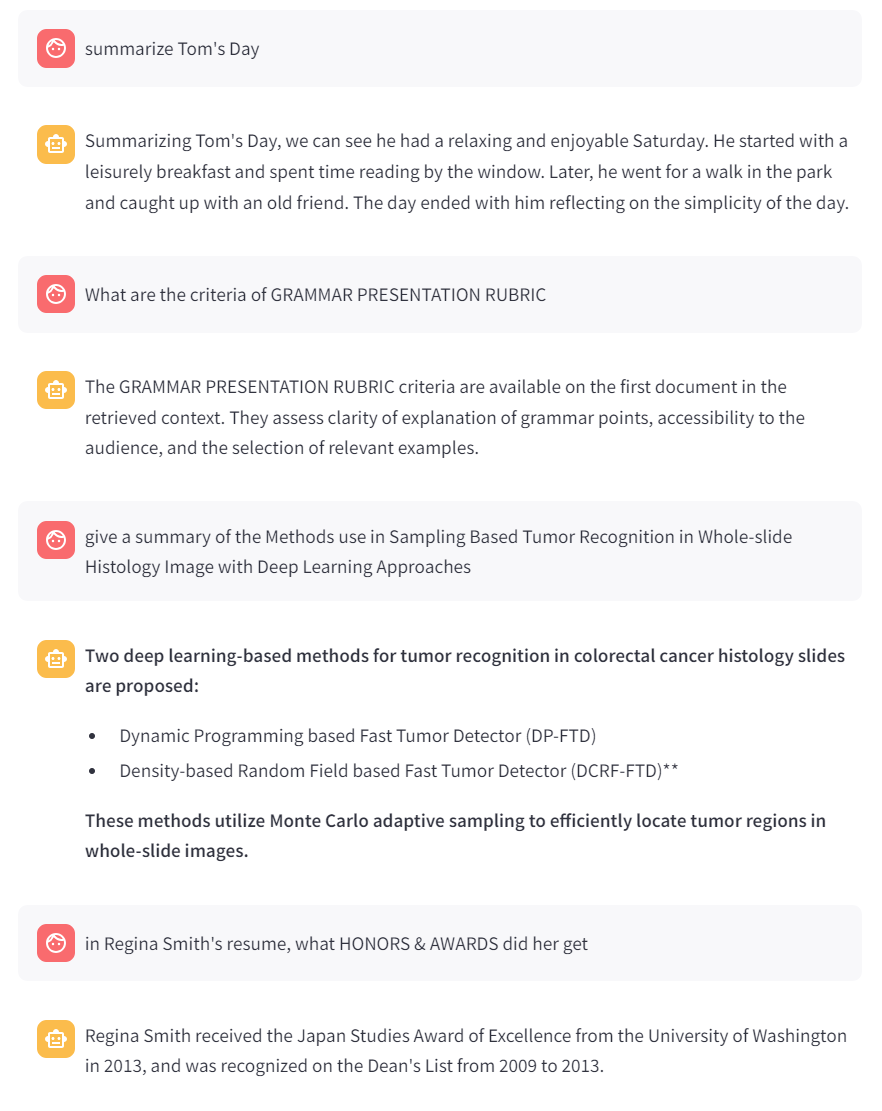 summarize Tom's Day
Summarizing Tom's Day, we can see he had a relaxing and enjoyable Saturday. He started with a
leisurely breakfast and spent time reading by the window. Later, he went for a walk in the park
and caught up with an old friend. The day ended with him reflecting on the simplicity of the day.
What are the criteria of GRAMMAR PRESENTATION RUBRIC
The GRAMMAR PRESENTATION RUBRIC criteria are available on the first document in the
retrieved context. They assess clarity of explanation of grammar points, accessibility to the
audience, and the selection of relevant examples.
give a summary of the Methods use in Sampling Based Tumor Recognition in Whole-slide
Histology Image with Deep Learning Approaches
Two deep learning-based methods for tumor recognition in colorectal cancer histology slides
are proposed:
• Dynamic Programming based Fast Tumor Detector (DP-FTD)
• Density-based Random Field based Fast Tumor Detector (DCRF-FTD)**
These methods utilize Monte Carlo adaptive sampling to efficiently locate tumor regions in
whole-slide images.
in Regina Smith's resume, what HONORS & AWARDS did her get
Regina Smith received the Japan Studies Award of Excellence from the University of Washington
in 2013, and was recognized on the Dean's List from 2009 to 2013.